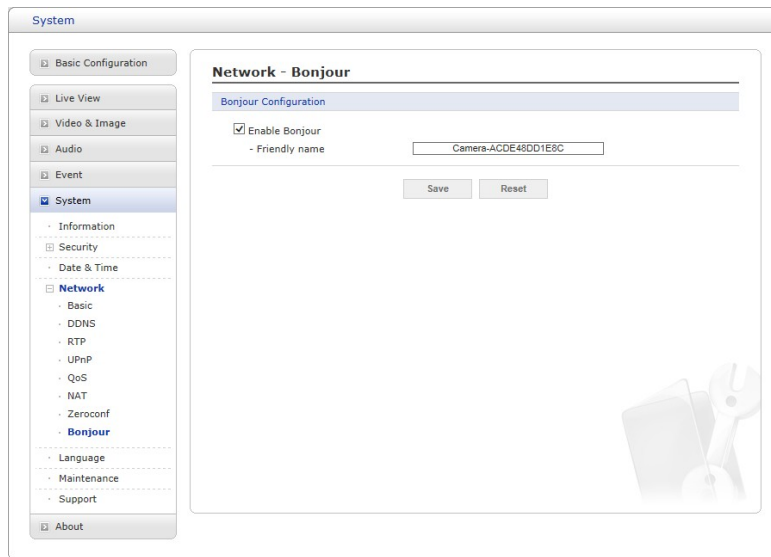 System
Basic Configuration
Live View
Video & Image
Audio
Event
System
Information
Security
Date & Time
Network
Basic
DDNS
RTP
UPnP
QoS
NAT
Zeroconf
Bonjour
Language
Maintenance
Support
About
Network - Bonjour
Bonjour Configuration
Enable Bonjour
- Friendly name Camera-ACDE48DD1E8C
Save Reset